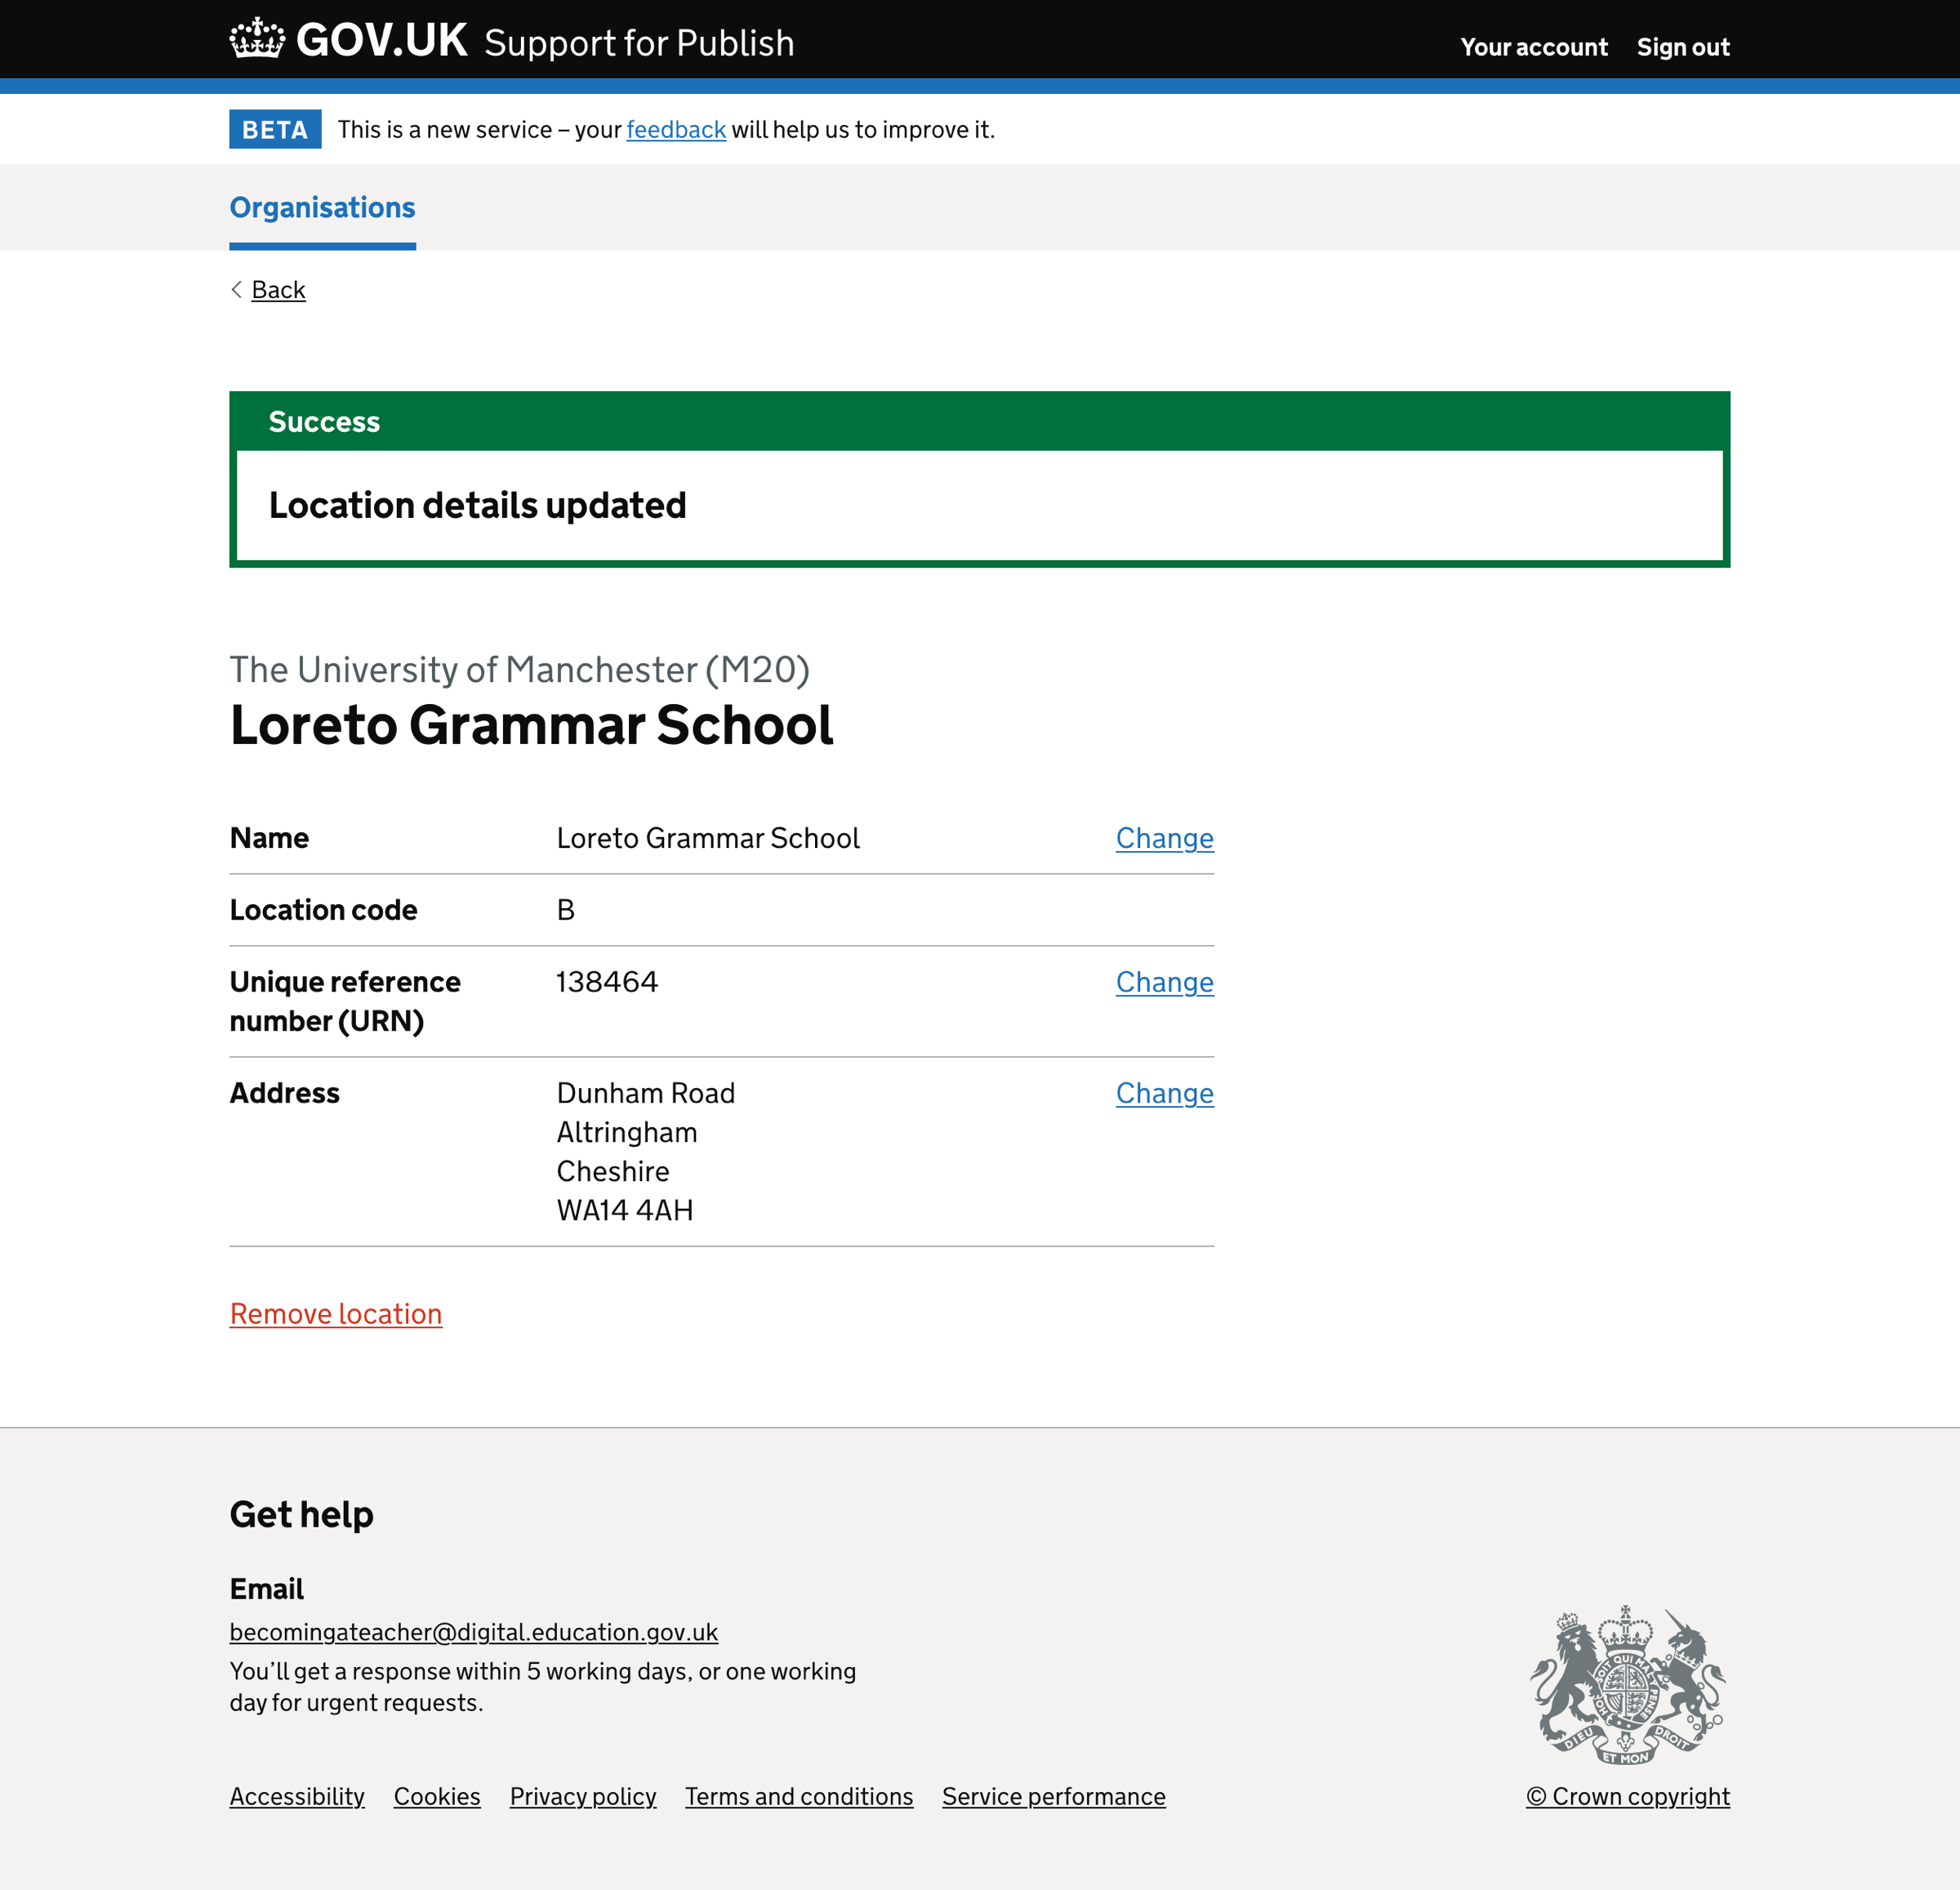 GOV.UK Support for Publish
Your account Sign out
BETA This is a new service – your feedback will help us to improve it.
Organisations
Back
Success
Location details updated
The University of Manchester (M20)
Loreto Grammar School
Name Loreto Grammar School Change
Location code B
Unique reference number (URN) 138464 Change
Address Dunham Road Change
Altringham
Cheshire
WA14 4AH
Remove location
Get help
Email
becomingateacher@digital.education.gov.uk
You’ll get a response within 5 working days, or one working
day for urgent requests.
DIEU ET MON DROIT
Accessibility Cookies Privacy policy Terms and conditions Service performance
© Crown copyright